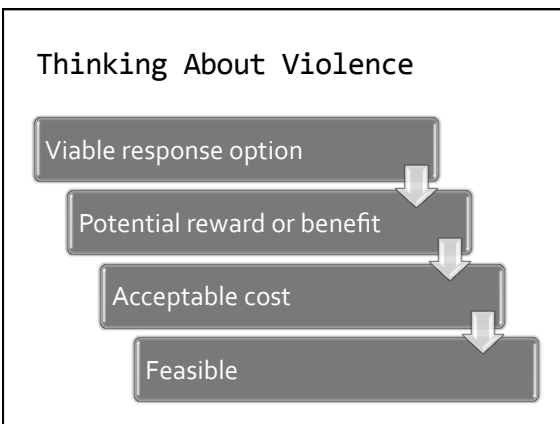 Thinking About Violence
Viable response option
Potential reward or benefit
Acceptable cost
Feasible